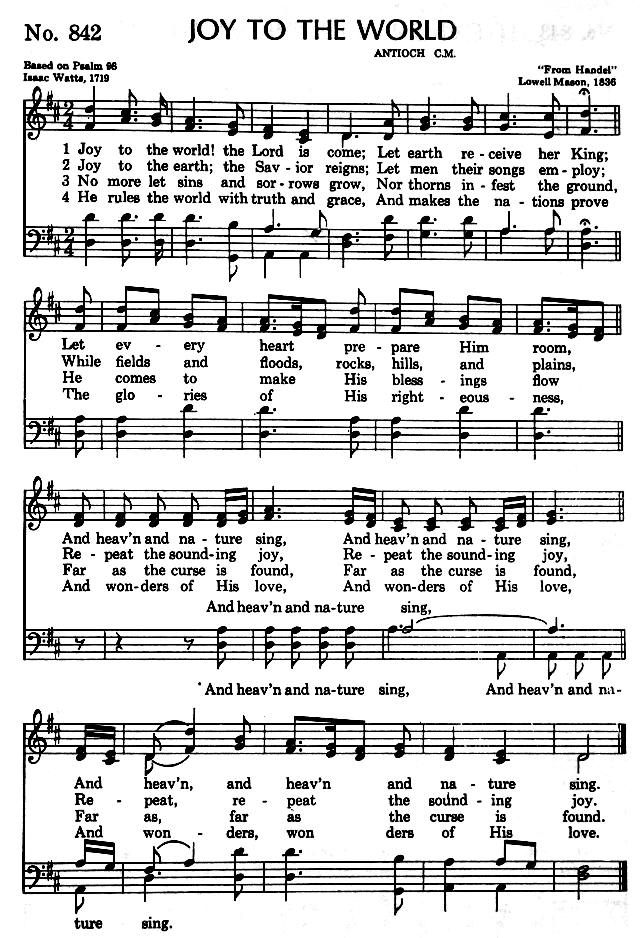 No. 842
JOY TO THE WORLD
ANTIOCH C.M.
Based on Psalm 98
Isaac Watts, 1719
"From Handel"
Lowell Mason, 1836
1 Joy to the world! the Lord is come; Let earth re - ceive her King;
2 Joy to the earth; the Sav - ior reigns; Let men their songs em - ploy;
3 No more let sins and sor - rows grow, Nor thorns in - fest the ground,
4 He rules the world with truth and grace, And makes the na - tions prove
Let ev - ery heart pre - pare Him room,
While fields and floods, rocks, hills, and plains,
He comes to make His bless - ings flow
The glo - ries of His right - eous - ness,
And heav'n and na - ture sing, And heav'n and na - ture sing,
Re - peat the sound-ing joy, Re - peat the sound-ing joy,
Far as the curse is found, Far as the curse is found,
And won-ders of His love, And won-ders of His love,
And heav'n and na-ture sing,
And heav'n and na-ture sing, And heav'n and na-
And heav'n, and heav'n and na - ture sing.
Re - peat, re - peat the sound - ing joy.
Far as, far as the curse is found.
And won - ders, won ders of His love.
ture sing.